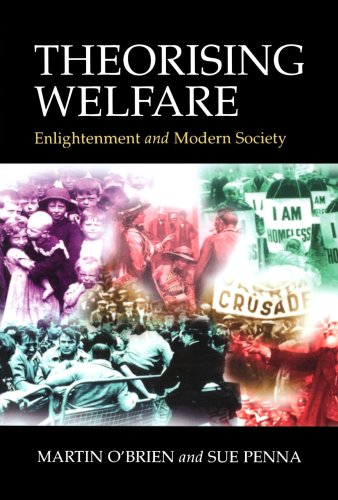 THEORISING
WELFARE
Enlightenment and Modern Society
I AM
HOMELESS
I AM
CRUSADE
MARTIN O'BRIEN and SUE PENNA